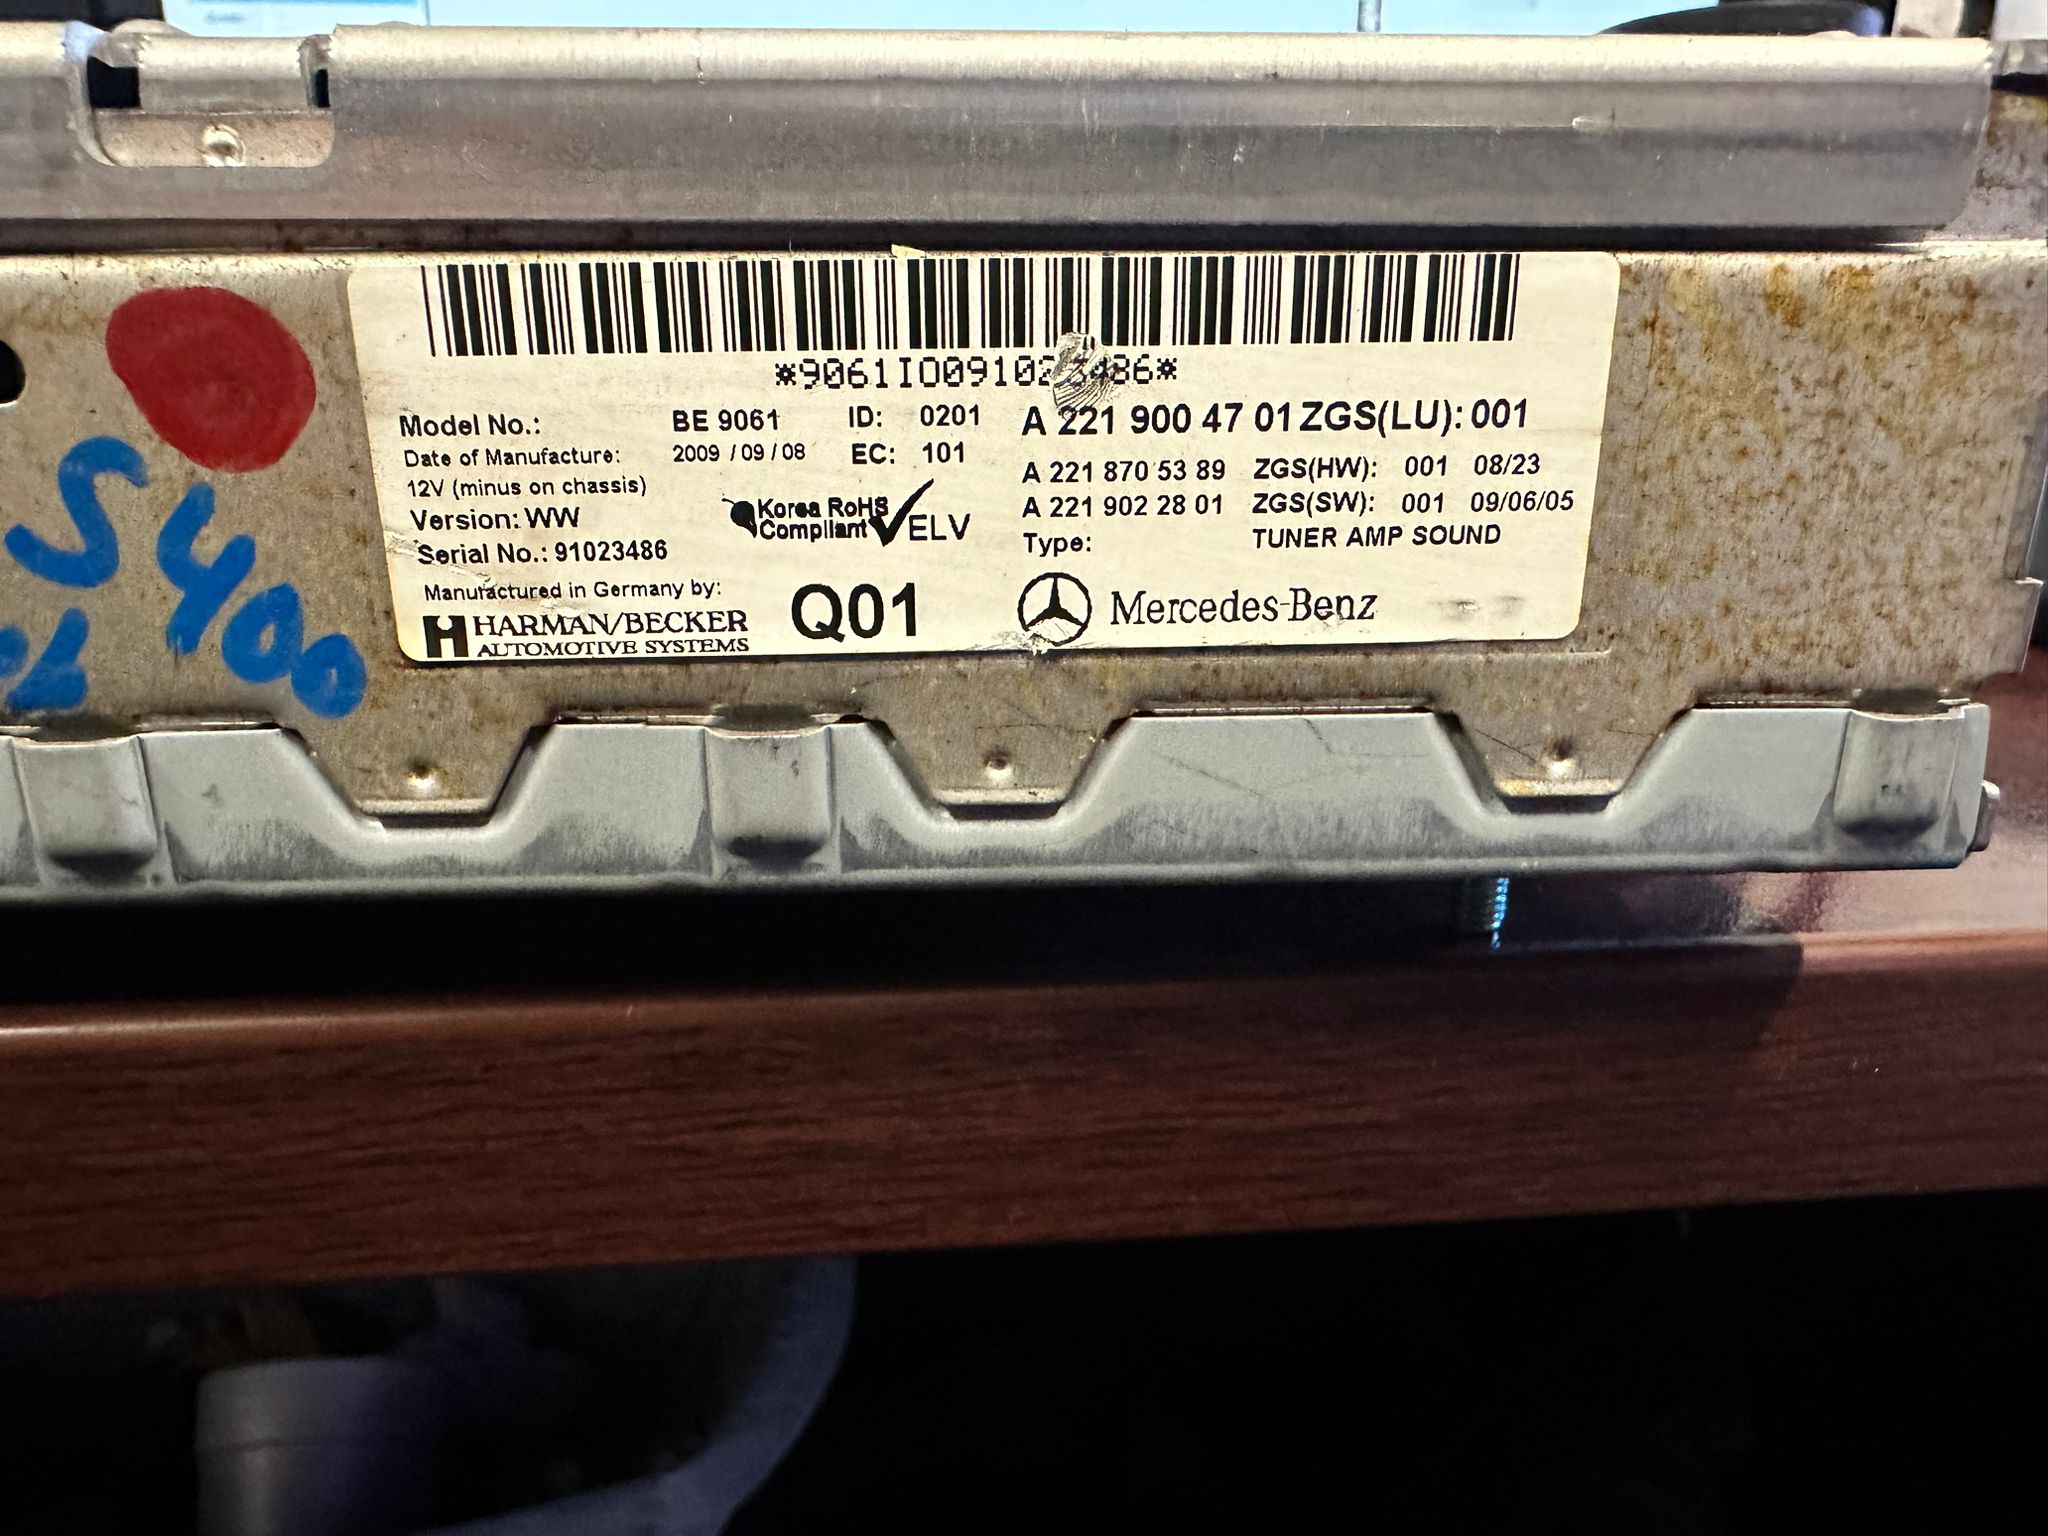 *9061I0091023486*
Model No.: BE 9061 ID: 0201 A 221 900 47 01 ZGS(LU): 001
Date of Manufacture: 2009 / 09 / 08 EC: 101
A 221 870 53 89 ZGS(HW): 001 08/23
12V (minus on chassis)
A 221 902 28 01 ZGS(SW): 001 09/06/05
Version: WW
Korea RoHS
Compliant
ELV
Type: TUNER AMP SOUND
Serial No.: 91023486
Manufactured in Germany by:
HARMAN/BECKER
AUTOMOTIVE SYSTEMS
Q01
Mercedes-Benz
S400